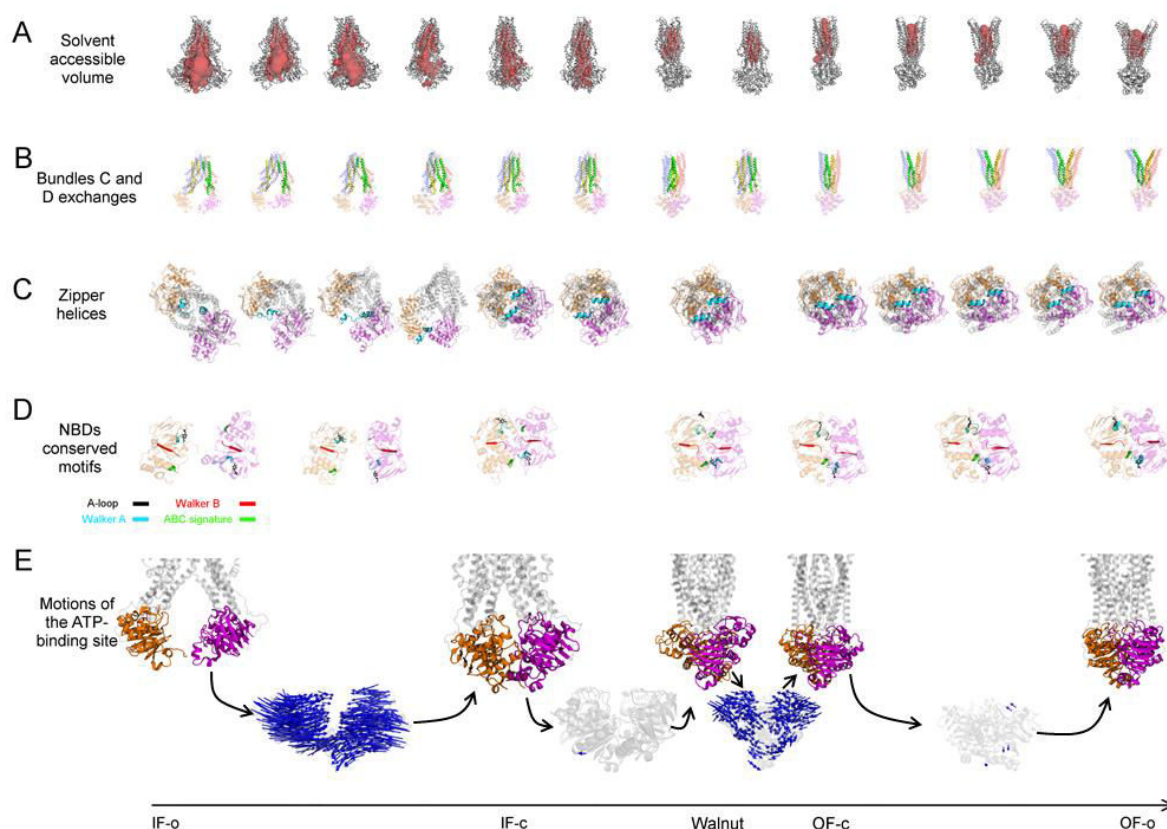 A
Solvent
accessible
volume
B
Bundles C and
D exchanges
C
Zipper
helices
D
NBDs
conserved
motifs
A-loop
Walker B
Walker A
ABC signature
E
Motions of
the ATP-
binding site
IF-o
IF-c
Walnut
OF-c
OF-o